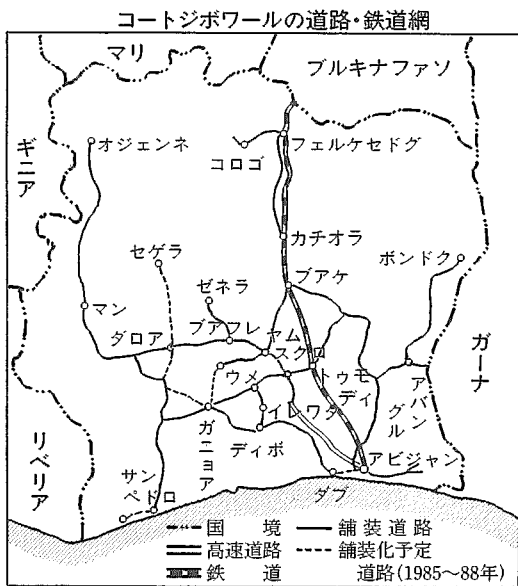 コートジボワールの道路・鉄道網
マリ
ブルキナファソ
ギニア
オジェンネ
コロゴ
フェルケセドグ
カチオラ
セゲラ
ボンドク
ゼネラ
ブアケ
マン
ダロア
ブアフレ
ヤムスクロ
ガーナ
ウメ
トゥモディ
アバングル
イレワダ
ガニョア
ディボ
リベリア
サンペドロ
アビジャン
ダブ
国境
舗装道路
高速道路
舗装化予定
鉄道
道路(1985~88年)